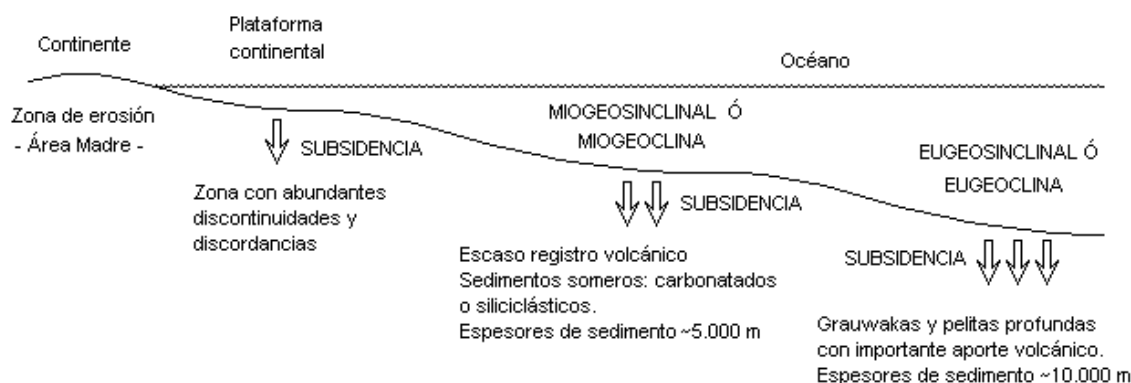 Continente
Plataforma
continental
Océano
Zona de erosión
- Área Madre -
SUBSIDENCIA
Zona con abundantes
discontinuidades y
discordancias
MIOGEOSINCLINAL Ó
MIOGEOCLINA
SUBSIDENCIA
Escaso registro volcánico
Sedimentos someros: carbonatados
o siliciclásticos.
Espesores de sedimento ~5.000 m
EUGEOSINCLINAL Ó
EUGEOCLINA
SUBSIDENCIA
Grauwakas y pelitas profundas
con importante aporte volcánico.
Espesores de sedimento ~10.000 m